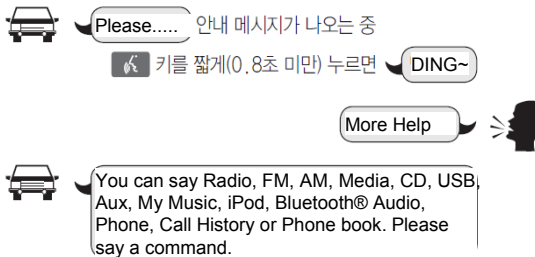 Please..... 안내 메시지가 나오는 중
키를 짧게(0.8초 미만) 누르면 DING~
More Help
You can say Radio, FM, AM, Media, CD, USB,
Aux, My Music, iPod, Bluetooth® Audio,
Phone, Call History or Phone book. Please
say a command.